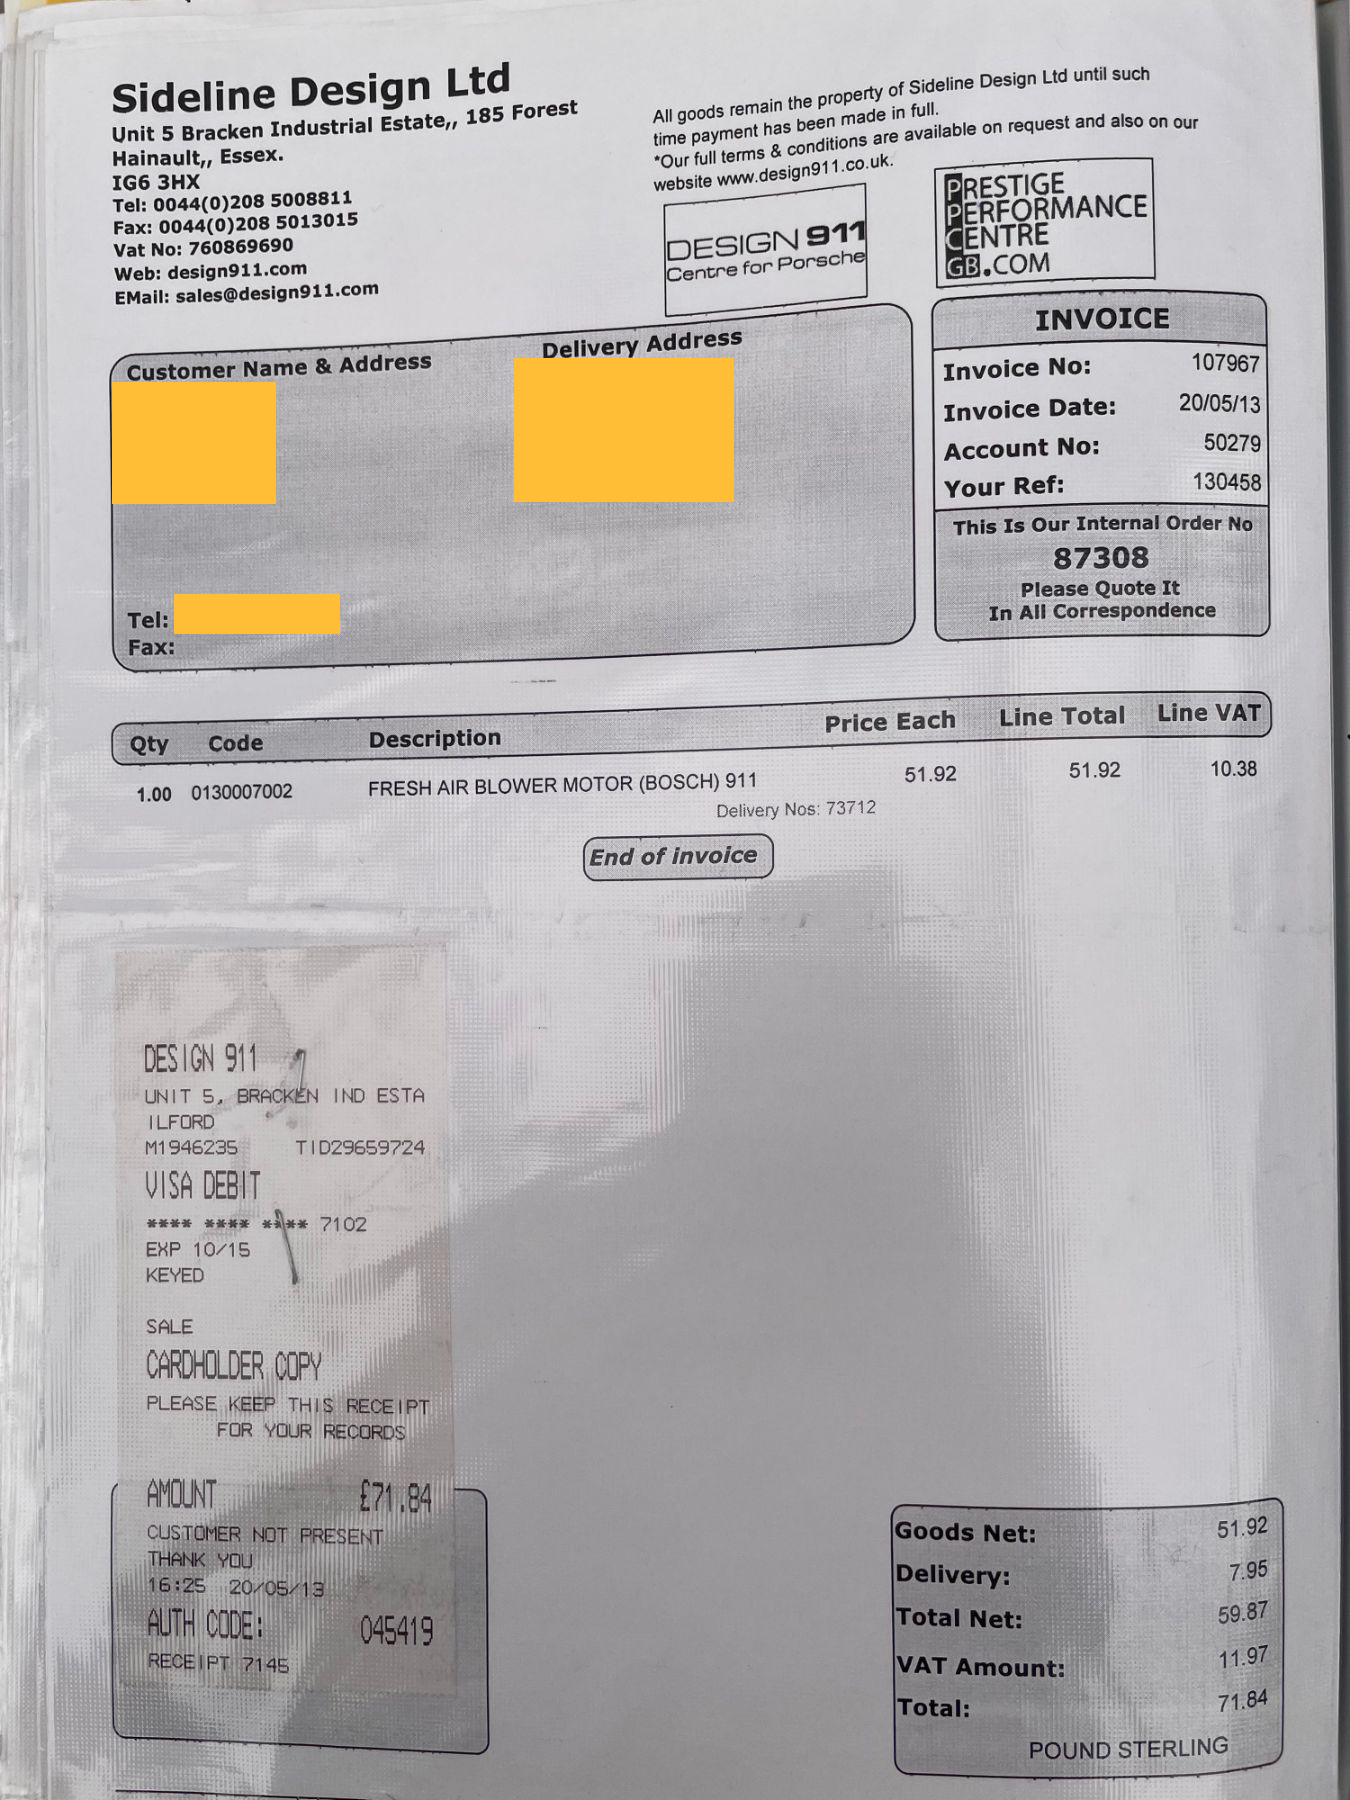 Sideline Design Ltd
Unit 5 Bracken Industrial Estate,, 185 Forest
Hainault,, Essex.
IG6 3HX
Tel: 0044(0)208 5008811
Fax: 0044(0)208 5013015
Vat No: 760869690
Web: design911.com
EMail: sales@design911.com
All goods remain the property of Sideline Design Ltd until such
time payment has been made in full.
*Our full terms & conditions are available on request and also on our
website www.design911.co.uk.
DESIGN 911
Centre for Porsche
PRESTIGE
PERFORMANCE
CENTRE
GB.COM
Customer Name & Address
Delivery Address
Tel:
Fax:
INVOICE
Invoice No: 107967
Invoice Date: 20/05/13
Account No: 50279
Your Ref: 130458
This Is Our Internal Order No
87308
Please Quote It
In All Correspondence
Qty Code Description Price Each Line Total Line VAT
1.00 0130007002 FRESH AIR BLOWER MOTOR (BOSCH) 911 51.92 51.92 10.38
Delivery Nos: 73712
End of invoice
DESIGN 911
UNIT 5, BRACKEN IND ESTA
ILFORD
M1946235 TID29659724
VISA DEBIT
**** **** **** 7102
EXP 10/15
KEYED
SALE
CARDHOLDER COPY
PLEASE KEEP THIS RECEIPT
FOR YOUR RECORDS
AMOUNT £71.84
CUSTOMER NOT PRESENT
THANK YOU
16:25 20/05/13
AUTH CODE: 045419
RECEIPT 7145
Goods Net: 51.92
Delivery: 7.95
Total Net: 59.87
VAT Amount: 11.97
Total: 71.84
POUND STERLING